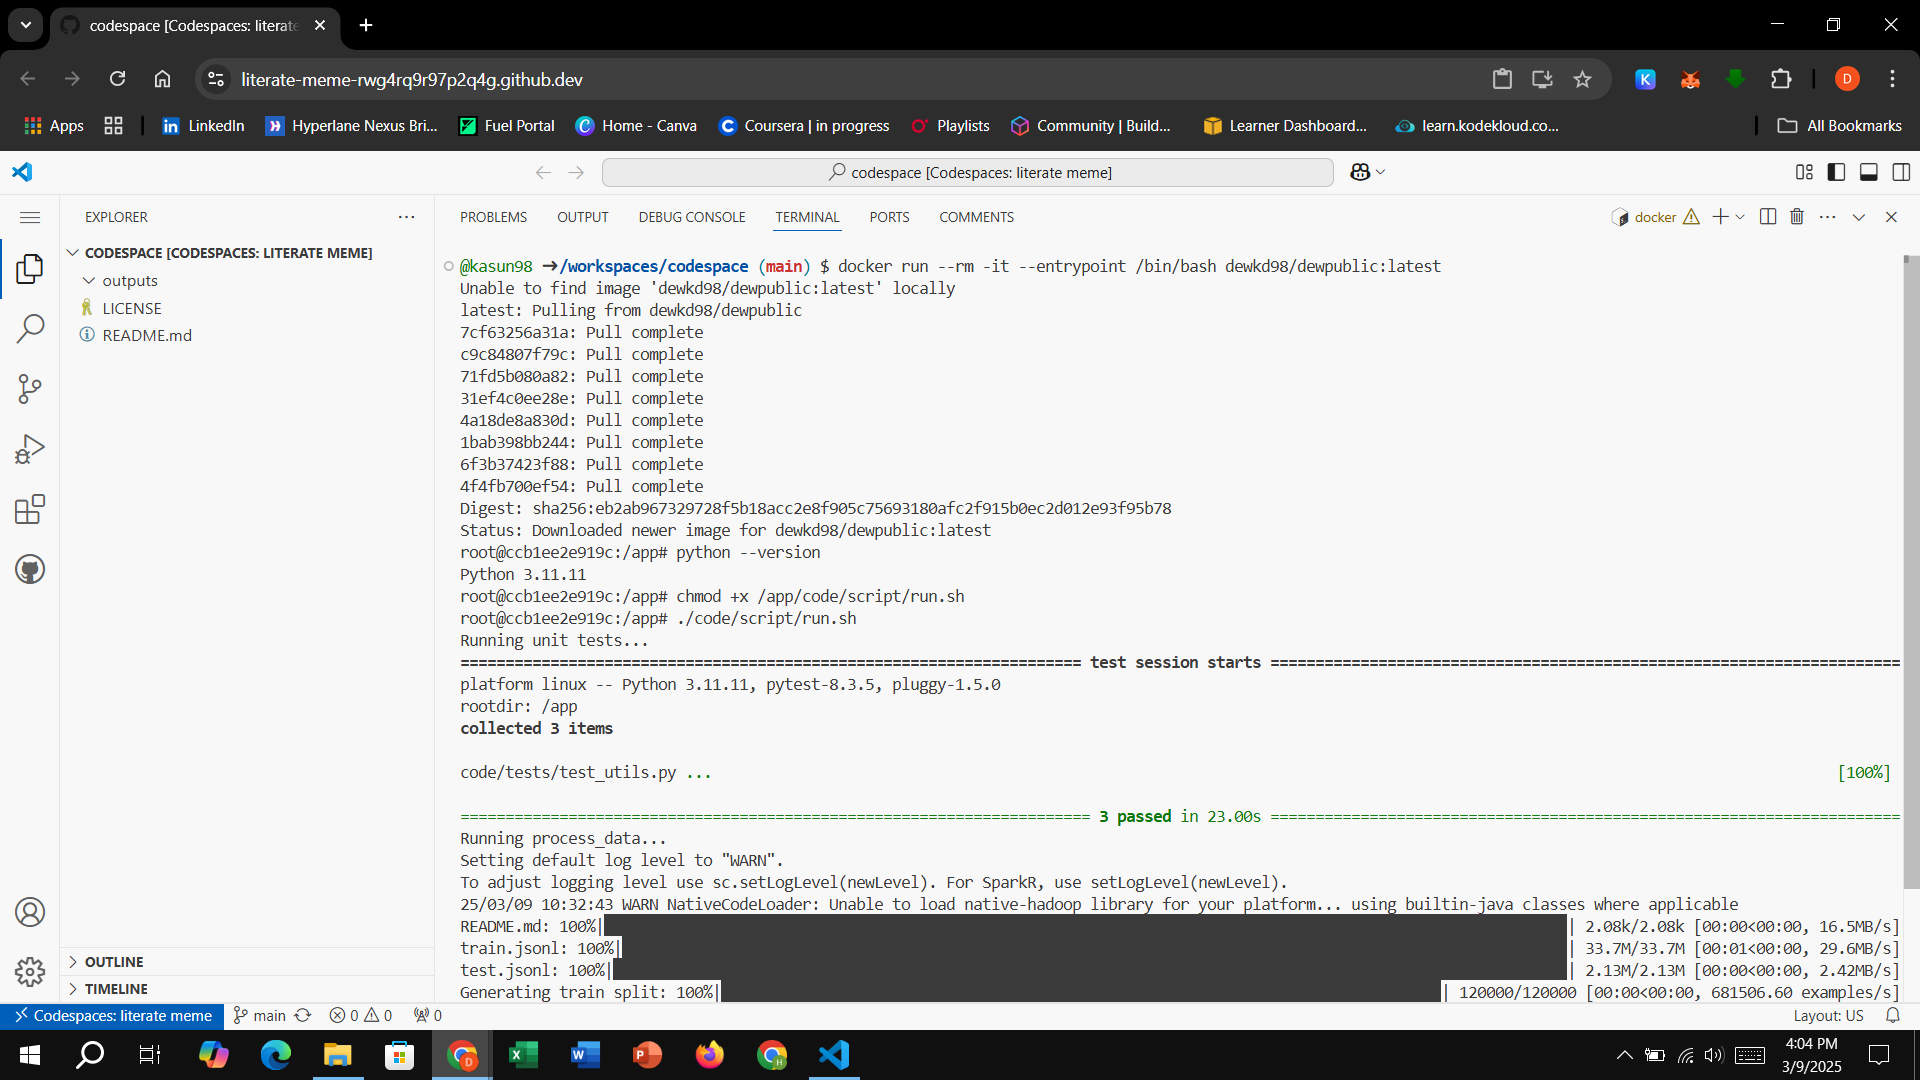 codespace [Codespaces: literate
literate-meme-rwg4rq9r97p2q4g.github.dev
K
D
Apps
LinkedIn
Hyperlane Nexus Bri...
Fuel Portal
Home - Canva
Coursera | in progress
Playlists
Community | Build...
Learner Dashboard...
learn.kodekloud.co...
All Bookmarks
codespace [Codespaces: literate meme]
EXPLORER
CODESPACE [CODESPACES: LITERATE MEME]
outputs
LICENSE
README.md
OUTLINE
TIMELINE
PROBLEMS OUTPUT DEBUG CONSOLE TERMINAL PORTS COMMENTS
docker
@kasun98 ➜/workspaces/codespace (main) $ docker run --rm -it --entrypoint /bin/bash dewkd98/dewpublic:latest
Unable to find image 'dewkd98/dewpublic:latest' locally
latest: Pulling from dewkd98/dewpublic
7cf63256a31a: Pull complete
c9c84807f79c: Pull complete
71fd5b080a82: Pull complete
31ef4c0ee28e: Pull complete
4a18de8a830d: Pull complete
1bab398bb244: Pull complete
6f3b37423f88: Pull complete
4f4fb700ef54: Pull complete
Digest: sha256:eb2ab967329728f5b18acc2e8f905c75693180afc2f915b0ec2d012e93f95b78
Status: Downloaded newer image for dewkd98/dewpublic:latest
root@ccb1ee2e919c:/app# python --version
Python 3.11.11
root@ccb1ee2e919c:/app# chmod +x /app/code/script/run.sh
root@ccb1ee2e919c:/app# ./code/script/run.sh
Running unit tests...
===================================================================== test session starts ======================================================================
platform linux -- Python 3.11.11, pytest-8.3.5, pluggy-1.5.0
rootdir: /app
collected 3 items
code/tests/test_utils.py ... [100%]
====================================================================== 3 passed in 23.00s ======================================================================
Running process_data...
Setting default log level to "WARN".
To adjust logging level use sc.setLogLevel(newLevel). For SparkR, use setLogLevel(newLevel).
25/03/09 10:32:43 WARN NativeCodeLoader: Unable to load native-hadoop library for your platform... using builtin-java classes where applicable
README.md: 100%| | 2.08k/2.08k [00:00<00:00, 16.5MB/s]
train.jsonl: 100%| | 33.7M/33.7M [00:01<00:00, 29.6MB/s]
test.jsonl: 100%| | 2.13M/2.13M [00:00<00:00, 2.42MB/s]
Generating train split: 100%| | 120000/120000 [00:00<00:00, 681506.60 examples/s]
Codespaces: literate meme
main
0 0
0
Layout: US
4:04 PM
3/9/2025